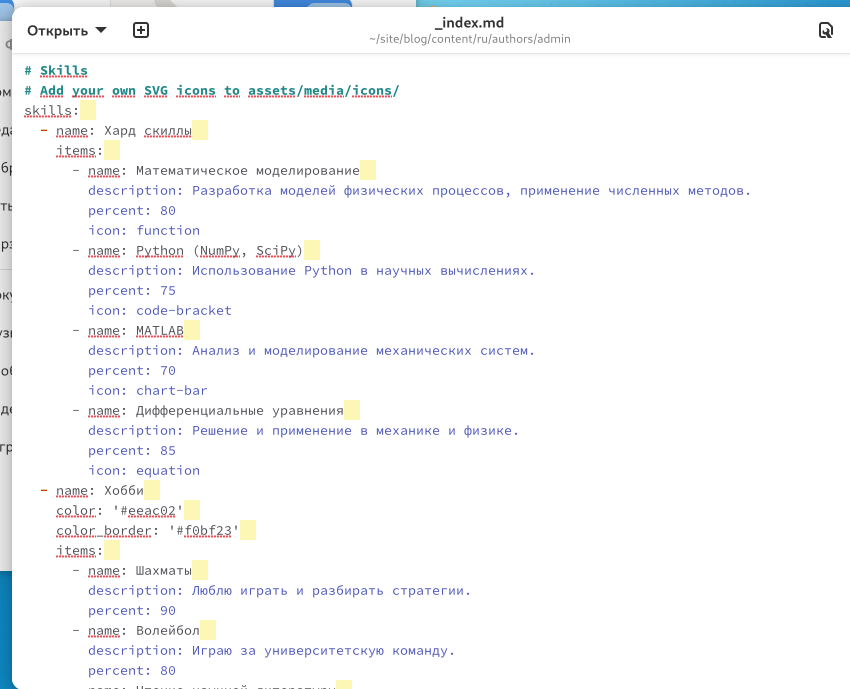 Открыть
_index.md
~/site/blog/content/ru/authors/admin
# Skills
# Add your own SVG icons to assets/media/icons/
skills:
- name: Хард скиллы
items:
- name: Математическое моделирование
description: Разработка моделей физических процессов, применение численных методов.
percent: 80
icon: function
- name: Python (NumPy, SciPy)
description: Использование Python в научных вычислениях.
percent: 75
icon: code-bracket
- name: MATLAB
description: Анализ и моделирование механических систем.
percent: 70
icon: chart-bar
- name: Дифференциальные уравнения
description: Решение и применение в механике и физике.
percent: 85
icon: equation
- name: Хобби
color: '#eeac02'
color_border: '#f0bf23'
items:
- name: Шахматы
description: Люблю играть и разбирать стратегии.
percent: 90
- name: Волейбол
description: Играю за университетскую команду.
percent: 80